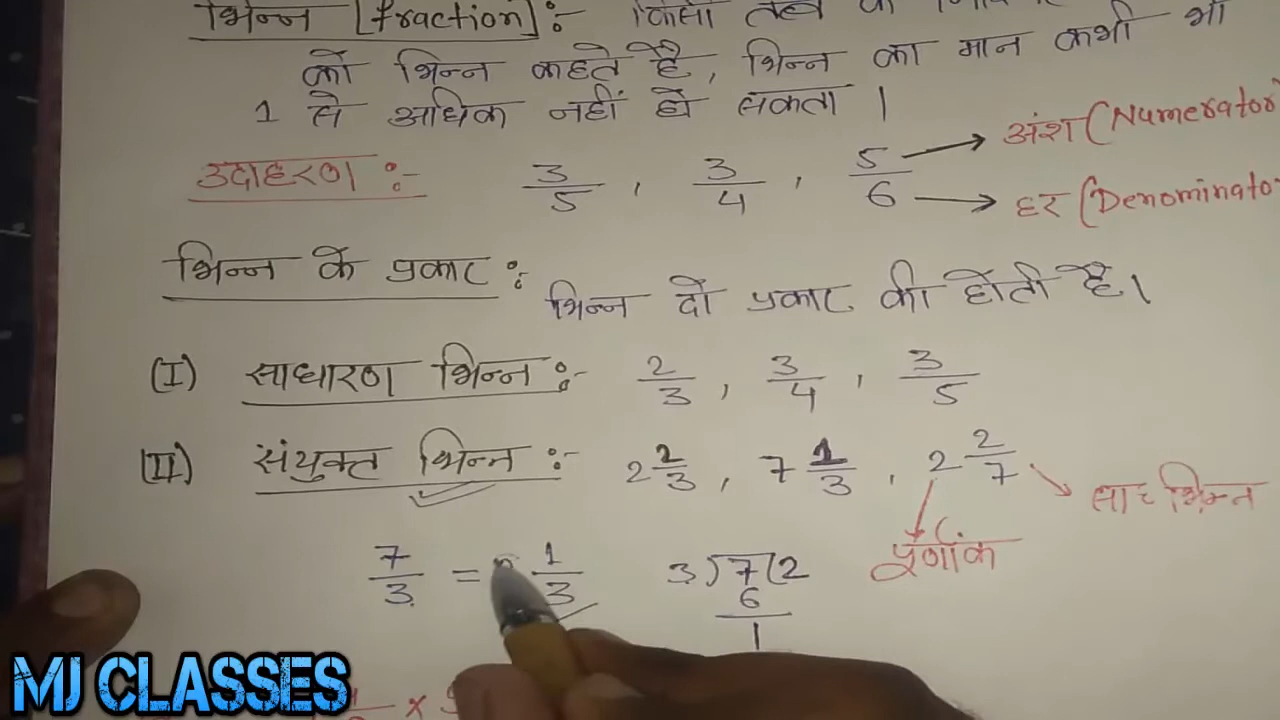 भिन्न [fraction] :-
को भिन्न कहते है, भिन्न का मान कभी भी
1 से अधिक नहीं हो सकता ।
उदाहरण :- 3/5 , 3/4 , 5/6 → अंश (Numerator
→ हर (Denominato
भिन्न के प्रकार : भिन्न दो प्रकार की होती है।
(I) साधारण भिन्न :- 2/3 , 3/4 , 3/5
(II) संयुक्त भिन्न :- 2 2/3 , 7 1/3 , 2 2/7
सा॰ भिन्न
पूर्णांक
7/3 = 1/3 3) 7 (2
6
1
MJ CLASSES